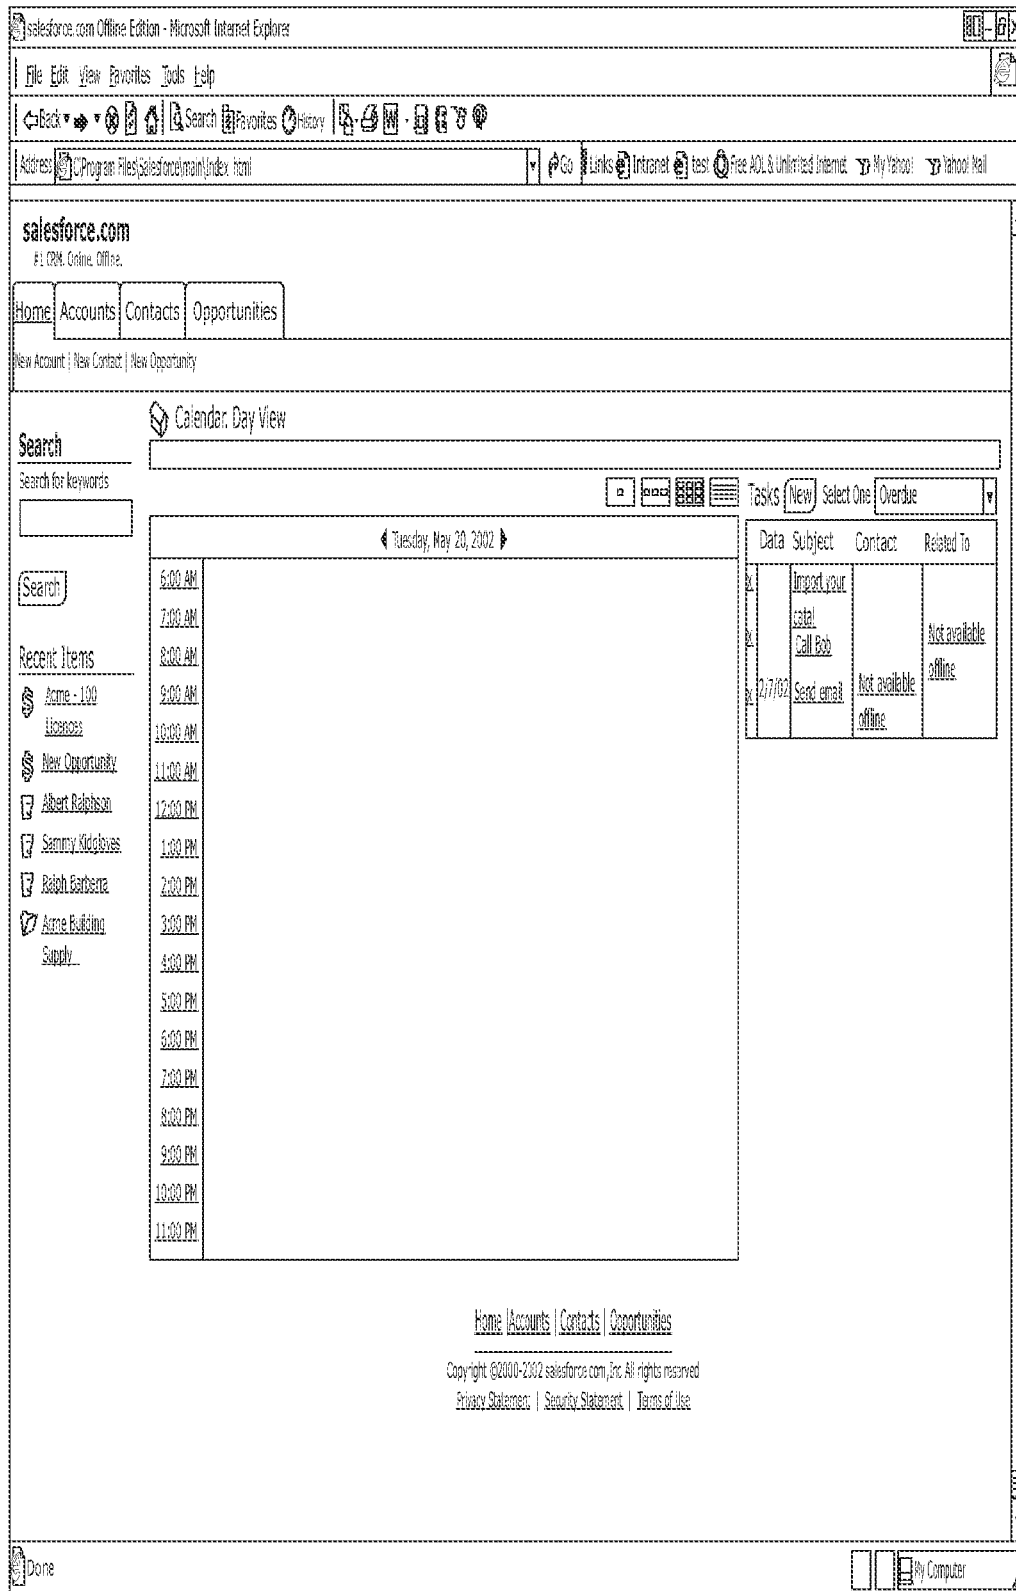 salesforce.com Offline Edition - Microsoft Internet Explorer
File Edit View Favorites Tools Help
Back Search Favorites History W
Address C:\Program Files\Salesforce\main\Index html Go Links Intranet test Free AOL & Unlimited Internet My Yahoo! Yahoo! Mail
salesforce.com
#1 CRM. Online. Offline.
Home Accounts Contacts Opportunities
New Account | New Contact | New Opportunity
Calendar. Day View
Search
Search for keywords
Search
Recent Items
Acme - 100
Licences
New Opportunity
Albert Ralphson
Sammy Kidgloves
Ralph Barberra
Acme Building
Supply
Tuesday, May 20, 2002
6:00 AM
7:00 AM
8:00 AM
9:00 AM
10:00 AM
11:00 AM
12:00 PM
1:00 PM
2:00 PM
3:00 PM
4:00 PM
5:00 PM
6:00 PM
7:00 PM
8:00 PM
9:00 PM
10:00 PM
11:00 PM
Tasks New Select One Overdue
Data Subject Contact Related To
x Import your
catal
x Call Bob
x 2/7/02 Send email
Not available
offline
Not available
offline
Home | Accounts | Contacts | Opportunities
Copyright @2000-2002 salesforce.com, Inc All rights reserved
Privacy Statement | Security Statement | Terms of Use
Done My Computer